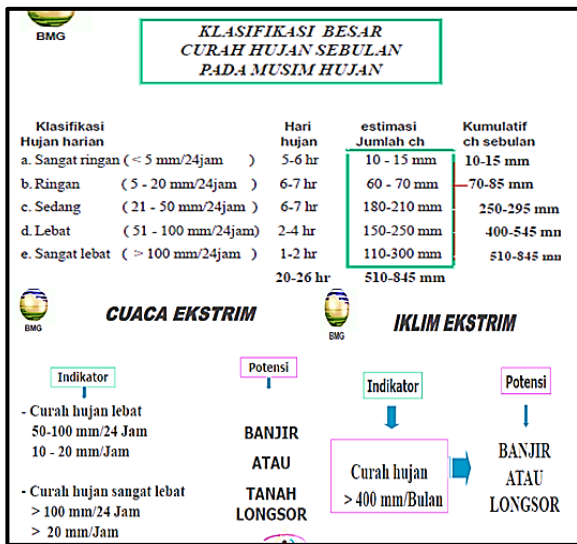 BMG
KLASIFIKASI BESAR
CURAH HUJAN SEBULAN
PADA MUSIM HUJAN
Klasifikasi Hari estimasi Kumulatif
Hujan harian hujan Jumlah ch ch sebulan
a. Sangat ringan ( < 5 mm/24jam ) 5-6 hr 10 - 15 mm 10-15 mm
b. Ringan ( 5 - 20 mm/24jam ) 6-7 hr 60 - 70 mm 70-85 mm
c. Sedang ( 21 - 50 mm/24jam ) 6-7 hr 180-210 mm 250-295 mm
d. Lebat ( 51 - 100 mm/24jam) 2-4 hr 150-250 mm 400-545 mm
e. Sangat lebat ( > 100 mm/24jam ) 1-2 hr 110-300 mm 510-845 mm
20-26 hr 510-845 mm
BMG
CUACA EKSTRIM
Indikator
- Curah hujan lebat
50-100 mm/24 Jam
10 - 20 mm/Jam
- Curah hujan sangat lebat
> 100 mm/24 Jam
> 20 mm/Jam
Potensi
BANJIR
ATAU
TANAH
LONGSOR
BMG
IKLIM EKSTRIM
Indikator
Curah hujan
> 400 mm/Bulan
Potensi
BANJIR
ATAU
LONGSOR